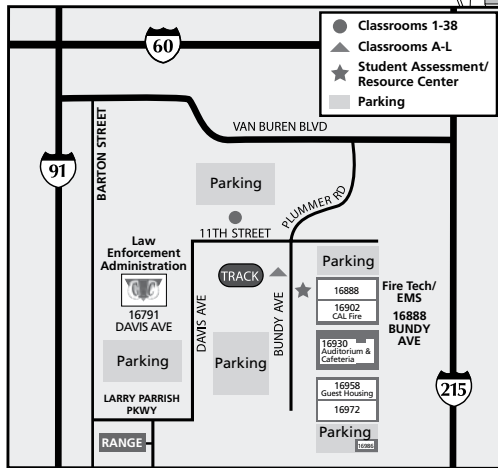 Classrooms 1-38
Classrooms A-L
Student Assessment/
Resource Center
Parking
60
91
215
BARTON STREET
VAN BUREN BLVD
PLUMMER RD
Parking
11TH STREET
Law
Enforcement
Administration
16791
DAVIS AVE
Parking
LARRY PARRISH
PKWY
RANGE
DAVIS AVE
TRACK
Parking
BUNDY AVE
Parking
16888
16902
CAL Fire
16930
Auditorium &
Cafeteria
16958
Guest Housing
16972
Parking
16986
Fire Tech/
EMS
16888
BUNDY
AVE